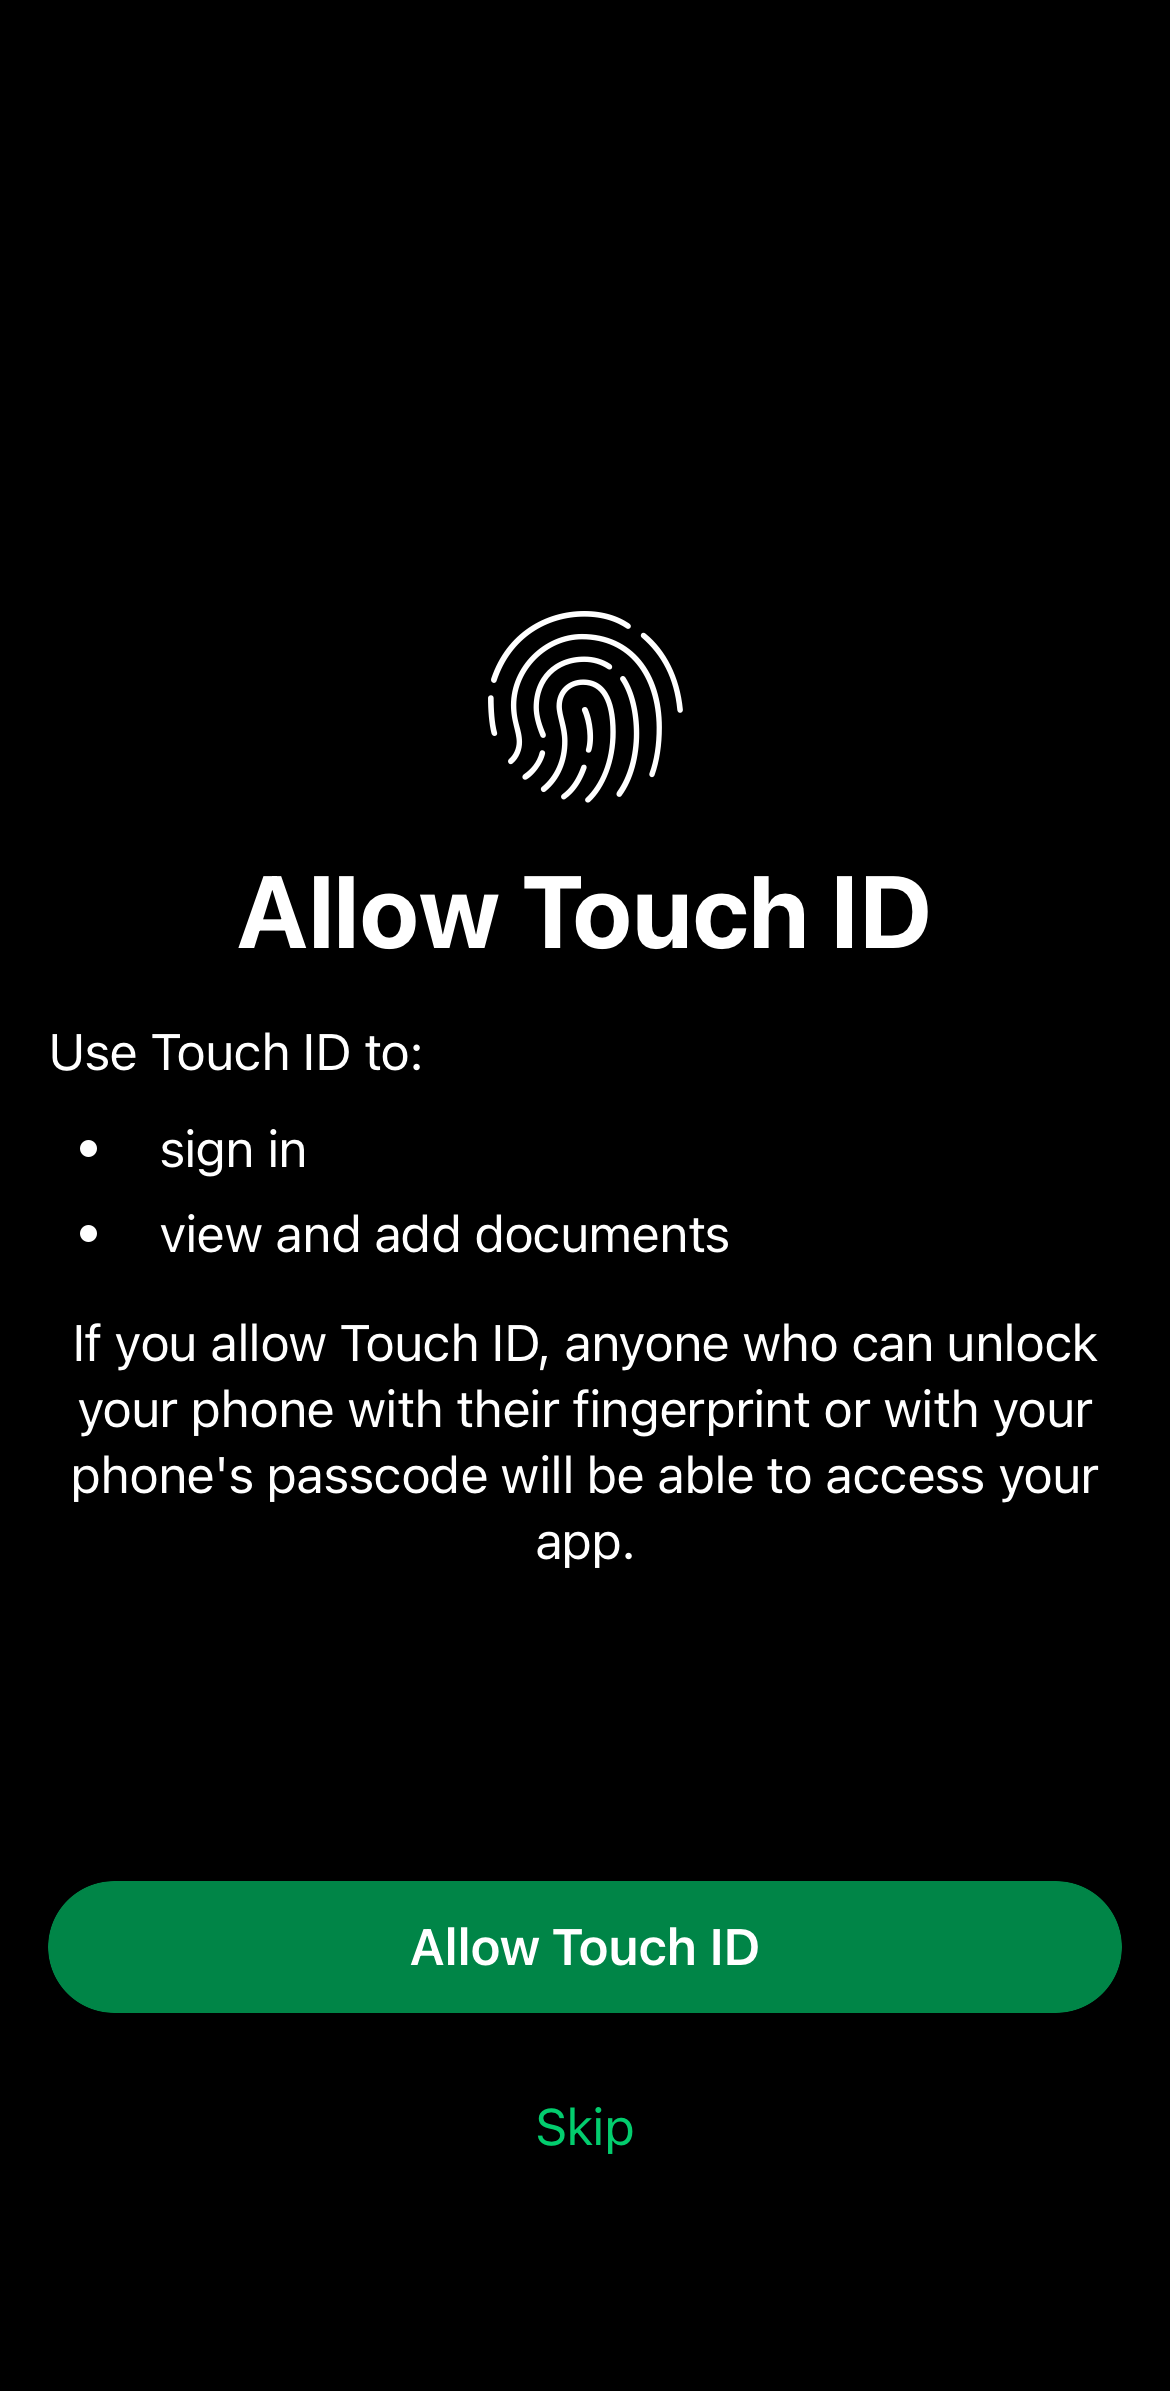 Allow Touch ID
Use Touch ID to:
• sign in
• view and add documents
If you allow Touch ID, anyone who can unlock
your phone with their fingerprint or with your
phone's passcode will be able to access your
app.
Allow Touch ID
Skip